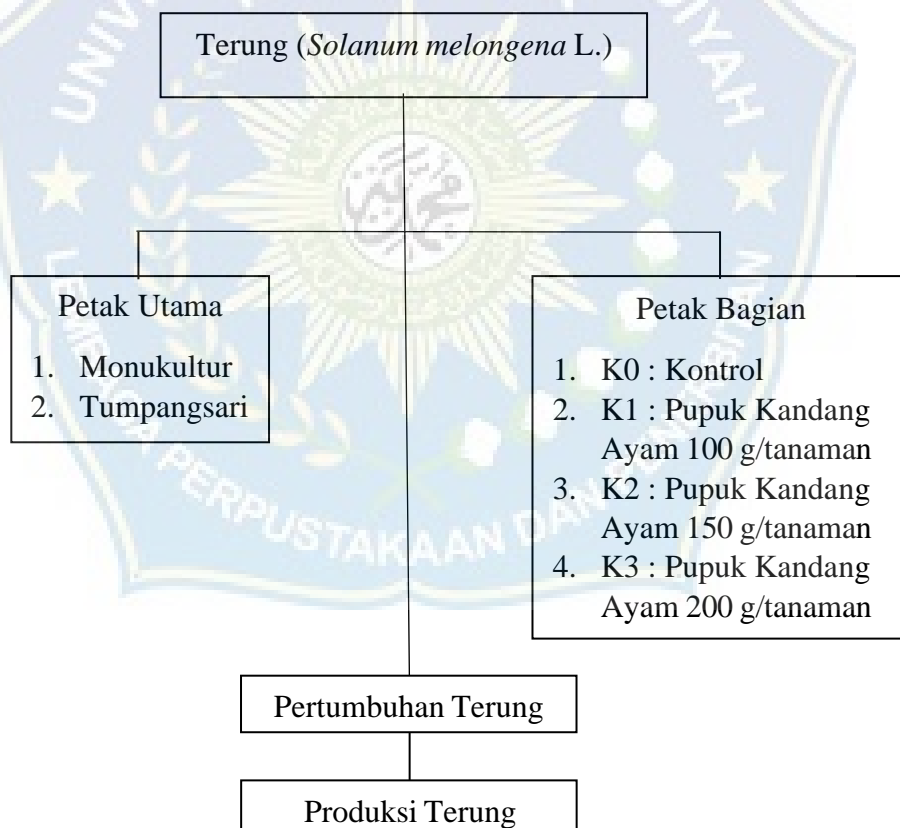 Terung (Solanum melongena L.)
Petak Utama
1. Monukultur
2. Tumpangsari
Petak Bagian
1. K0 : Kontrol
2. K1 : Pupuk Kandang
Ayam 100 g/tanaman
3. K2 : Pupuk Kandang
Ayam 150 g/tanaman
4. K3 : Pupuk Kandang
Ayam 200 g/tanaman
Pertumbuhan Terung
Produksi Terung
PERPUSTAKAAN DAN